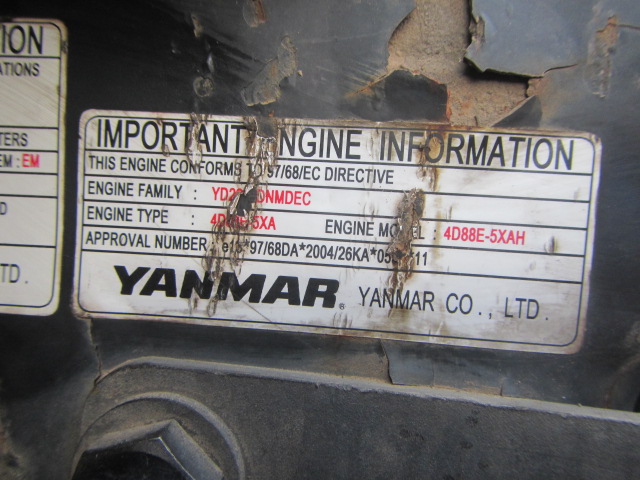 ION
ATIONS
TERS
EM : EM
D
TD.
IMPORTANT ENGINE INFORMATION
THIS ENGINE CONFORMS TO 97/68/EC DIRECTIVE
ENGINE FAMILY :
ENGINE TYPE : ENGINE MODEL : 4D88E-5XAH
APPROVAL NUMBER :
YANMAR YANMAR CO., LTD.